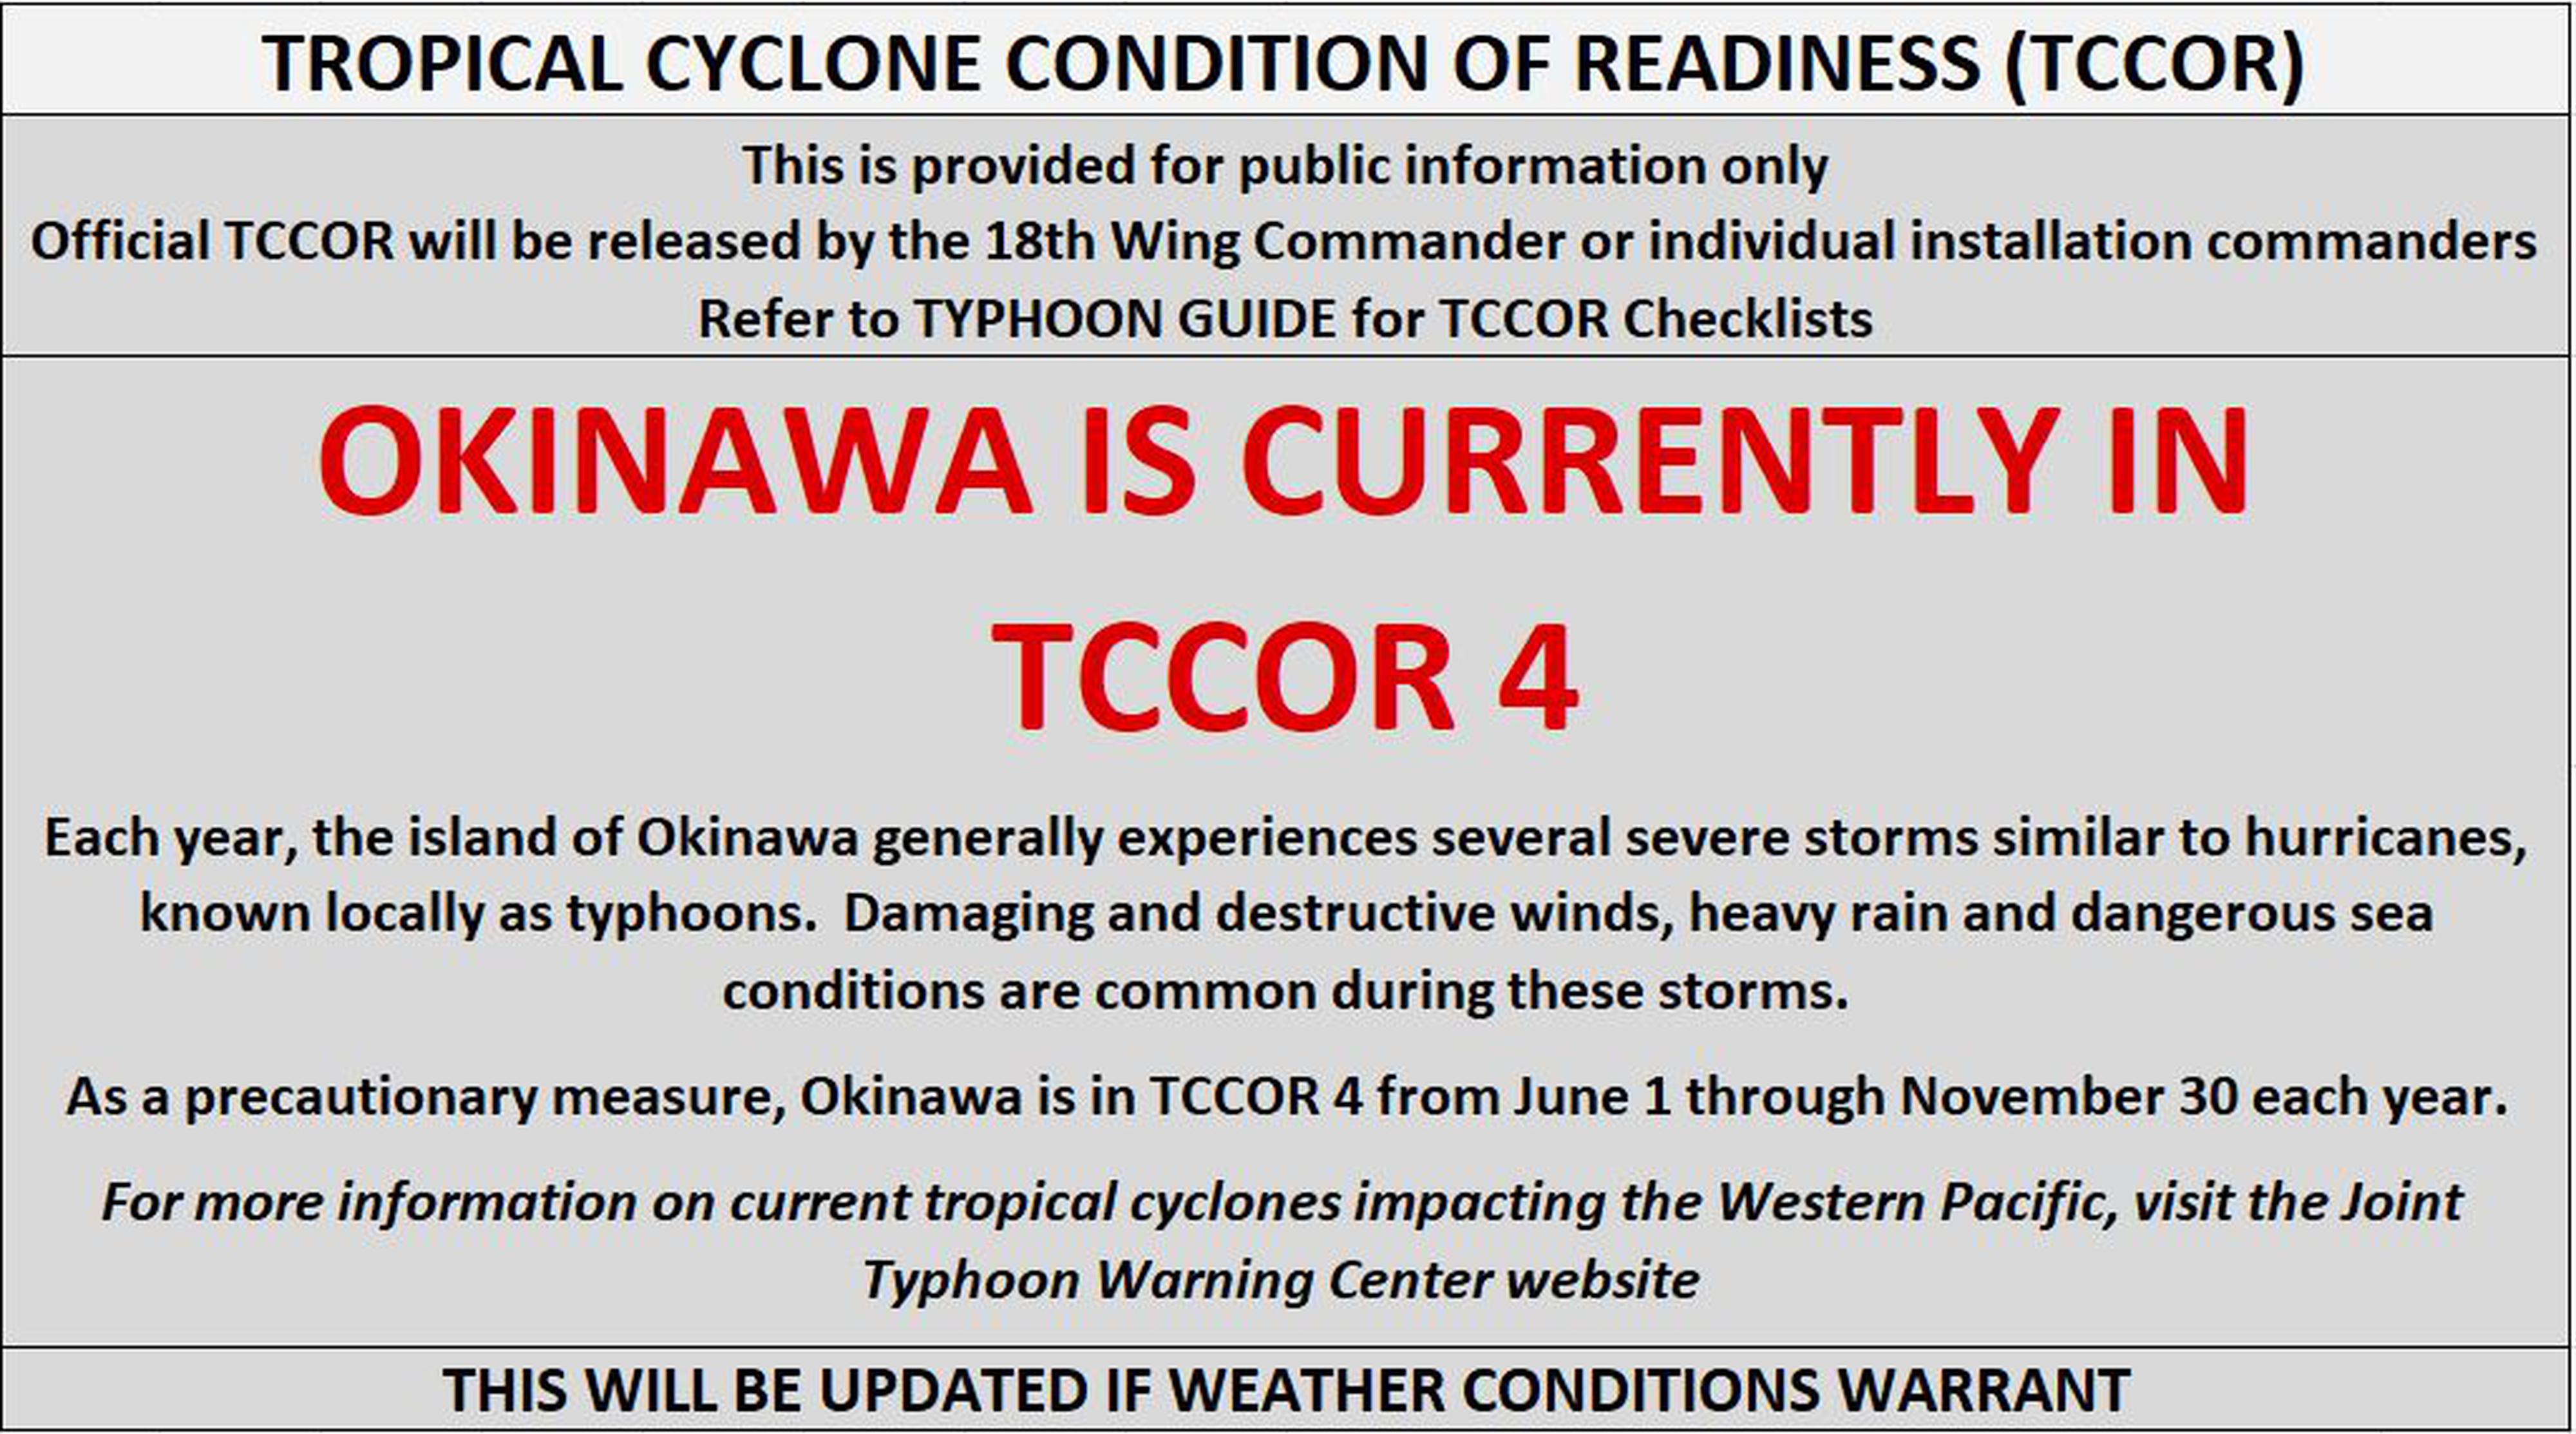 TROPICAL CYCLONE CONDITION OF READINESS (TCCOR)
This is provided for public information only
Official TCCOR will be released by the 18th Wing Commander or individual installation commanders
Refer to TYPHOON GUIDE for TCCOR Checklists
OKINAWA IS CURRENTLY IN
TCCOR 4
Each year, the island of Okinawa generally experiences several severe storms similar to hurricanes,
known locally as typhoons.  Damaging and destructive winds, heavy rain and dangerous sea
conditions are common during these storms.
As a precautionary measure, Okinawa is in TCCOR 4 from June 1 through November 30 each year.
For more information on current tropical cyclones impacting the Western Pacific, visit the Joint
Typhoon Warning Center website
THIS WILL BE UPDATED IF WEATHER CONDITIONS WARRANT